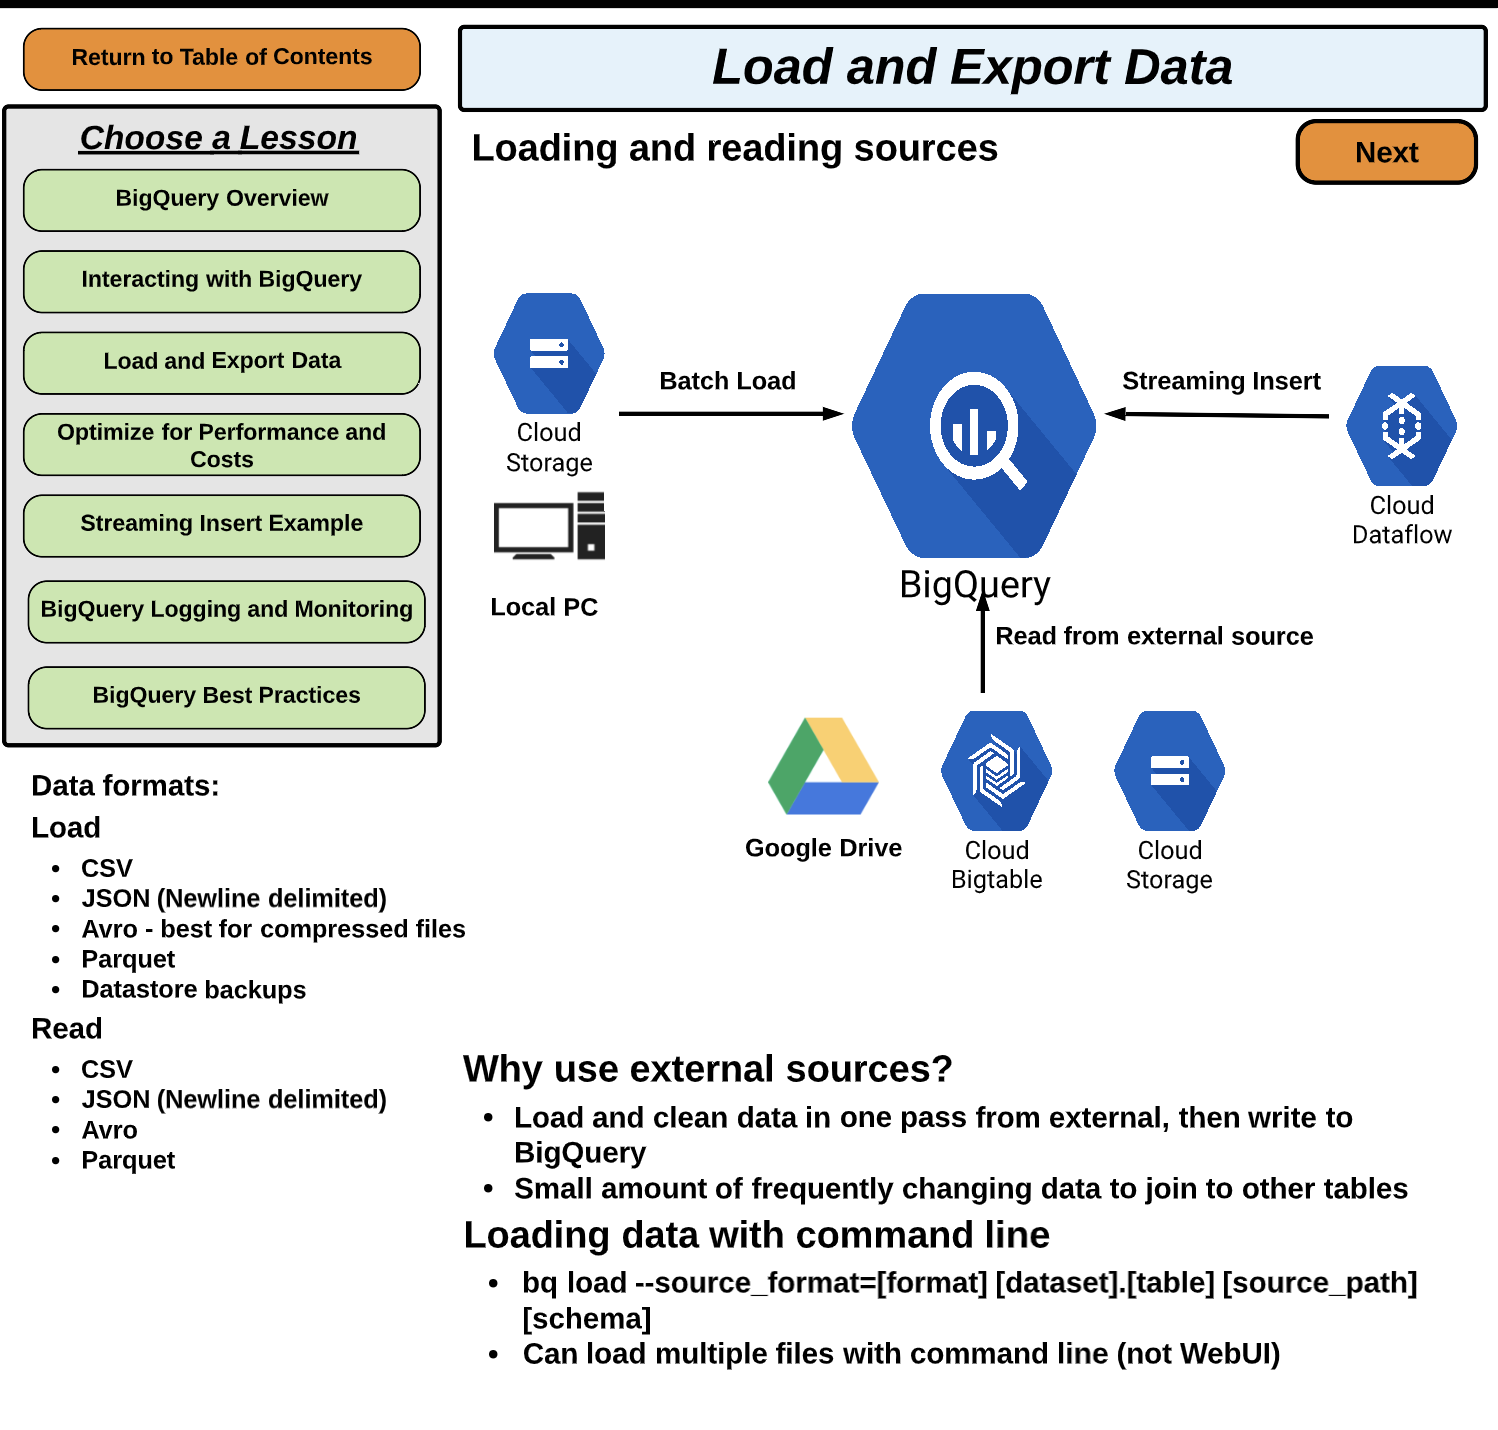 Return to Table of Contents
Choose a Lesson
BigQuery Overview
Interacting with BigQuery
Load and Export Data
Optimize for Performance and
Costs
Streaming Insert Example
BigQuery Logging and Monitoring
BigQuery Best Practices
Data formats:
Load
• CSV
• JSON (Newline delimited)
• Avro - best for compressed files
• Parquet
• Datastore backups
Read
• CSV
• JSON (Newline delimited)
• Avro
• Parquet
Load and Export Data
Loading and reading sources
Next
Batch Load
Streaming Insert
Cloud
Storage
Local PC
BigQuery
Cloud
Dataflow
Read from external source
Google Drive
Cloud
Bigtable
Cloud
Storage
Why use external sources?
• Load and clean data in one pass from external, then write to
BigQuery
• Small amount of frequently changing data to join to other tables
Loading data with command line
• bq load --source_format=[format] [dataset].[table] [source_path]
[schema]
• Can load multiple files with command line (not WebUI)